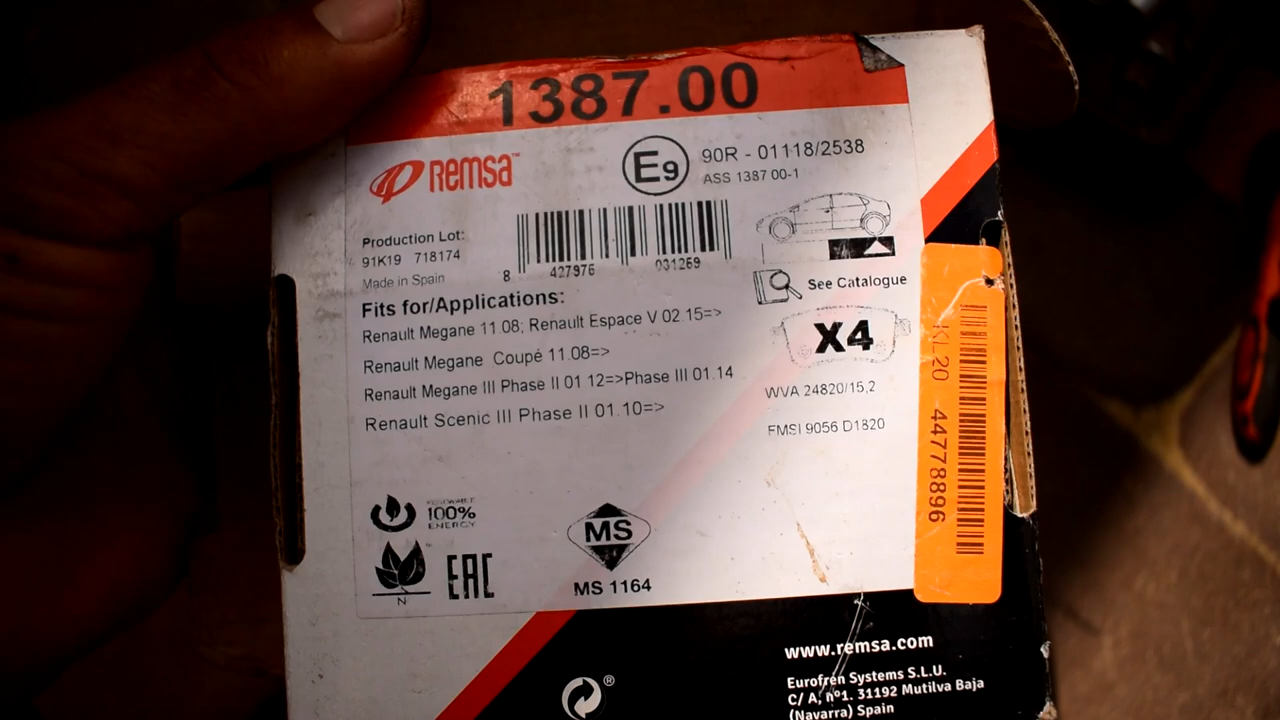 1387.00
Remsa™
E9
90R - 01118/2538
ASS 1387 00-1
Production Lot:
91K19 718174
Made in Spain
8 427976 031269
See Catalogue
Fits for/Applications:
Renault Megane 11.08; Renault Espace V 02 15=>
Renault Megane Coupé 11.08=>
Renault Megane III Phase II 01 12=>Phase III 01.14
Renault Scenic III Phase II 01.10=>
X4
WVA 24820/15,2
FMSI 9056 D1820
KL20 44778896
RENEWABLE
100%
ENERGY
N
EAC
MS
MS 1164
www.remsa.com
Eurofren Systems S.L.U.
C/ A, nº1. 31192 Mutilva Baja
(Navarra) Spain
®